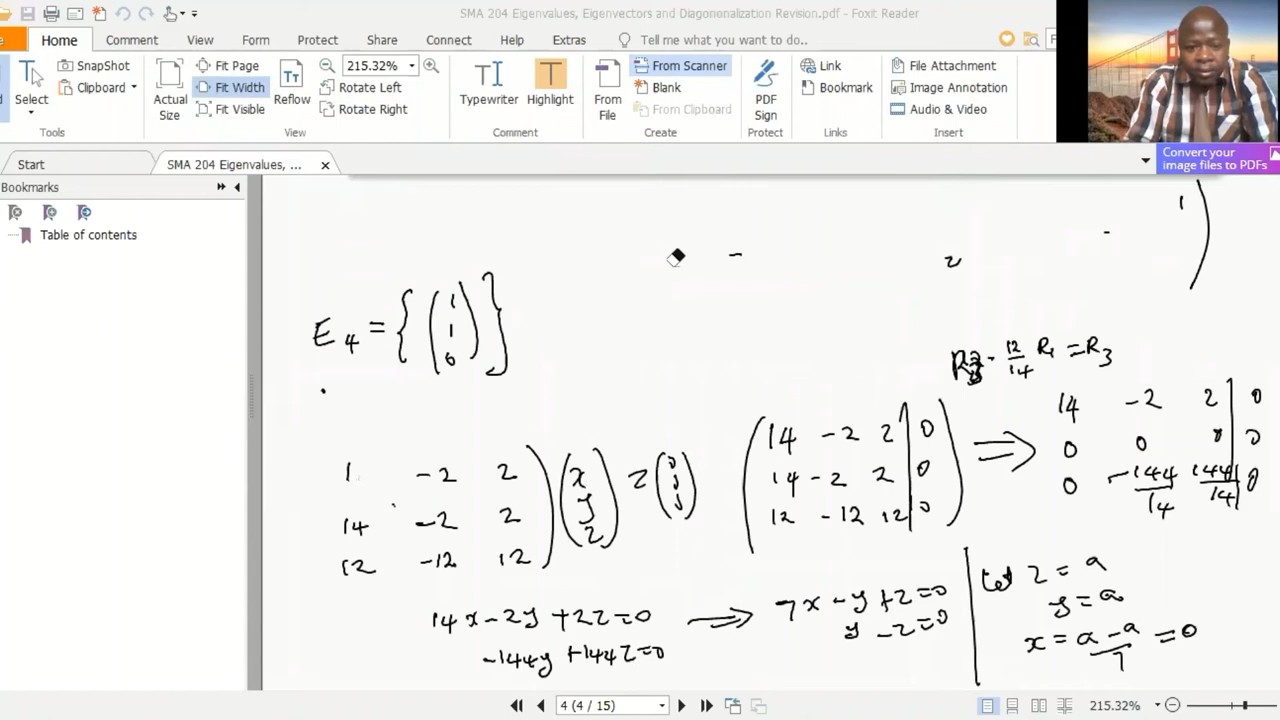 SMA 204 Eigenvalues, Eigenvectors and Diagononalization Revision.pdf - Foxit Reader
Home Comment View Form Protect Share Connect Help Extras Tell me what you want to do..
SnapShot Fit Page 215.32% From Scanner Link File Attachment
Select Clipboard Actual Size Fit Width Reflow Rotate Left Typewriter Highlight From File Blank PDF Sign Bookmark Image Annotation
Fit Visible Rotate Right From Clipboard Audio & Video
Tools View Comment Create Protect Links Insert
Start SMA 204 Eigenvalues, ... Convert your
image files to PDFs
Bookmarks
Table of contents
1
2
E4 = { ( 1
1
0 ) }
- 12/14 R1 = R3
14 -2 2 | 0
0 0 0 | 0
0 -144/14 144/14 | 0
1 -2 2
14 -2 2
12 -12 12
x
y
z
14 -2 2 | 0
14 -2 2 | 0
12 -12 12 | 0
14x - 2y + 2z = 0
-144y + 144z = 0
7x - y + z = 0
y - z = 0
let z = a
y = a
x = a - a / 7 = 0
4 (4 / 15) 215.32%